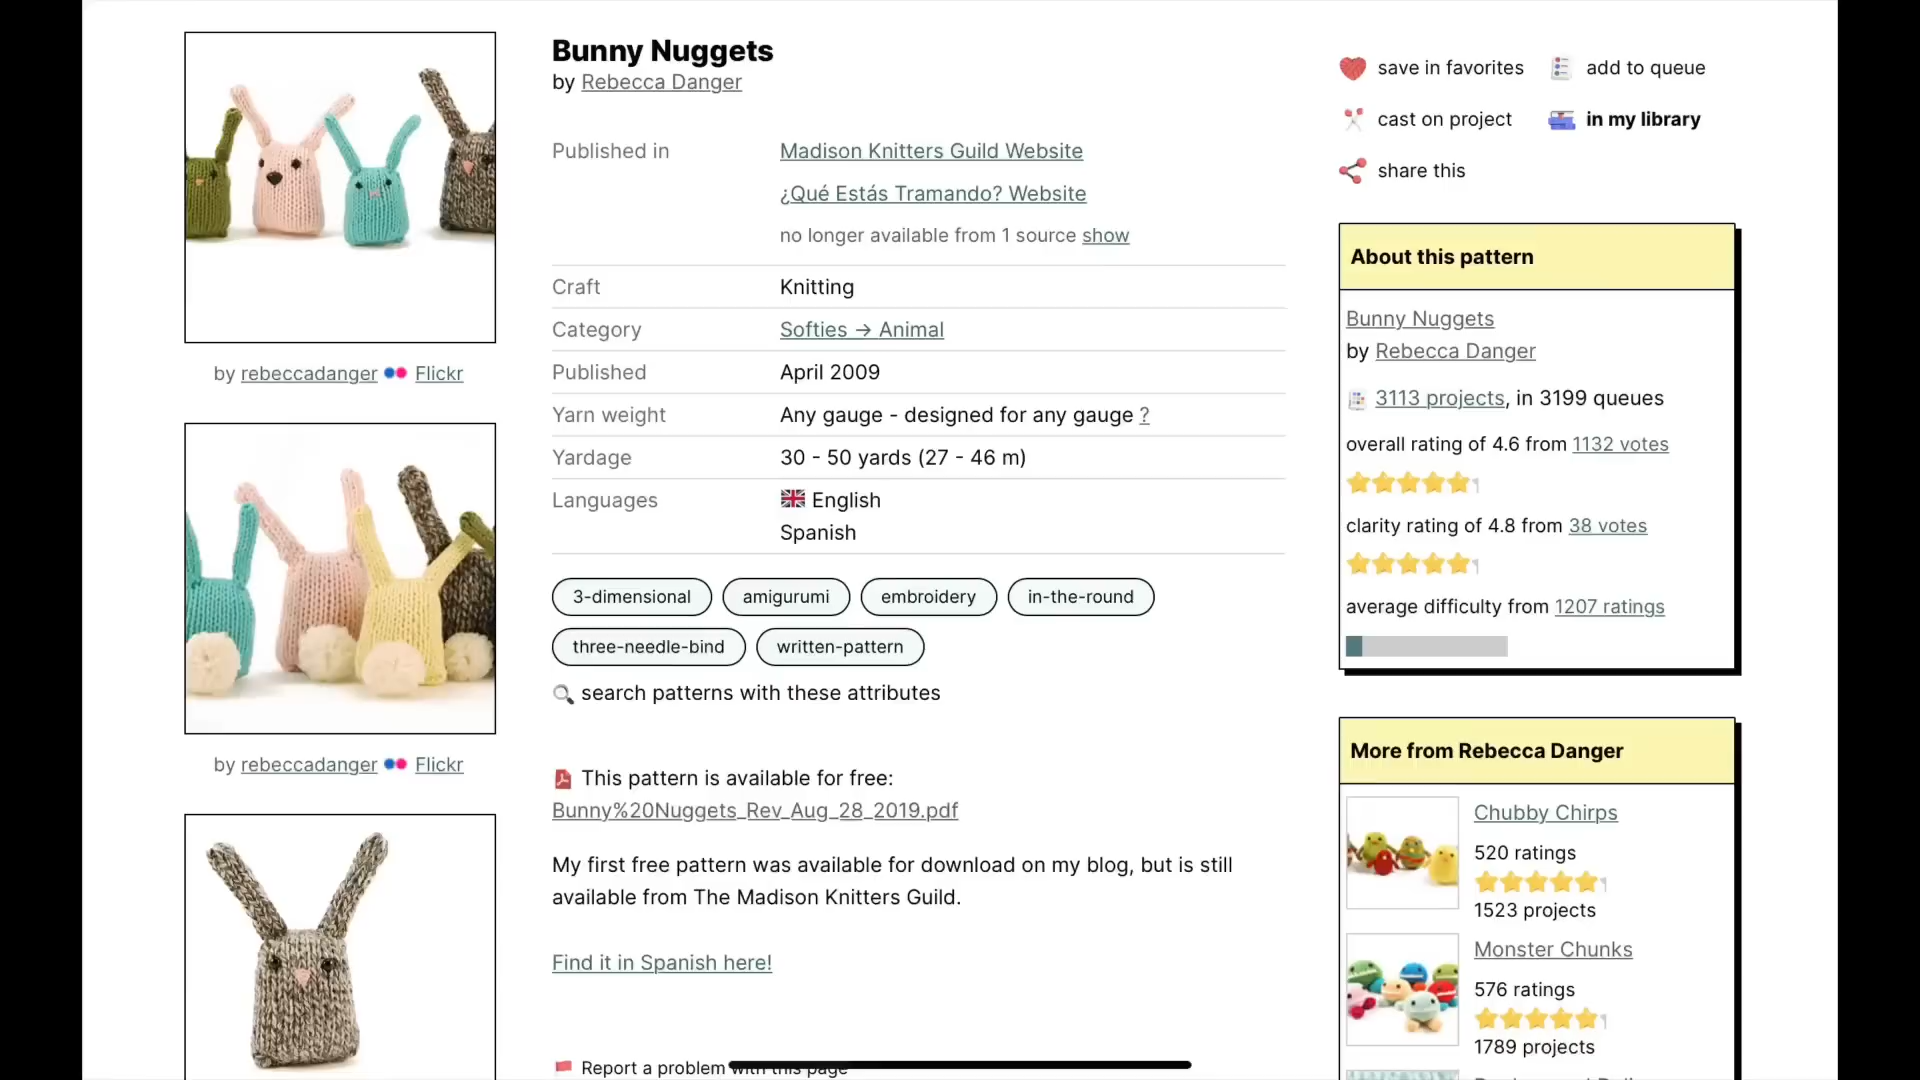 Bunny Nuggets
by Rebecca Danger
Published in
Madison Knitters Guild Website
¿Qué Estás Tramando? Website
no longer available from 1 source show
Craft
Knitting
Category
Softies → Animal
Published
April 2009
Yarn weight
Any gauge - designed for any gauge ?
Yardage
30 - 50 yards (27 - 46 m)
Languages
English
Spanish
3-dimensional
amigurumi
embroidery
in-the-round
three-needle-bind
written-pattern
search patterns with these attributes
This pattern is available for free:
Bunny%20Nuggets_Rev_Aug_28_2019.pdf
My first free pattern was available for download on my blog, but is still
available from The Madison Knitters Guild.
Find it in Spanish here!
Report a problem with this page
by rebeccadanger Flickr
by rebeccadanger Flickr
save in favorites
add to queue
cast on project
in my library
share this
About this pattern
Bunny Nuggets
by Rebecca Danger
3113 projects, in 3199 queues
overall rating of 4.6 from 1132 votes
clarity rating of 4.8 from 38 votes
average difficulty from 1207 ratings
More from Rebecca Danger
Chubby Chirps
520 ratings
1523 projects
Monster Chunks
576 ratings
1789 projects